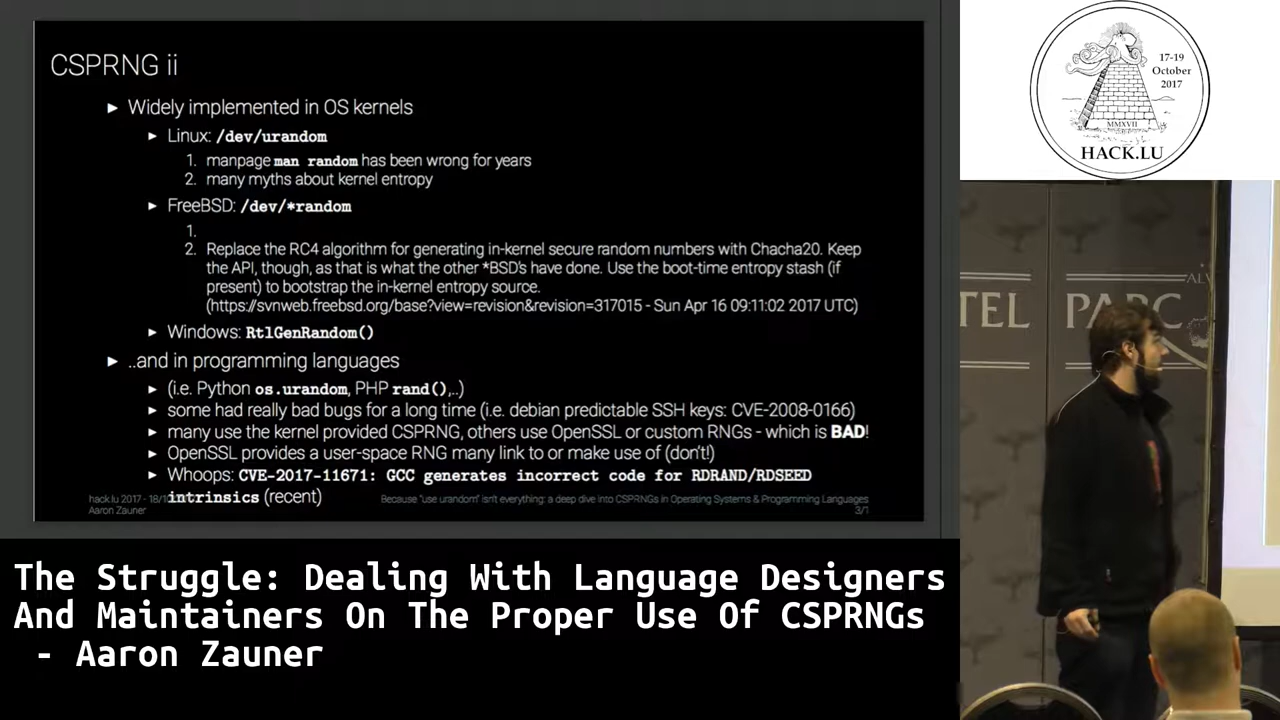 CSPRNG ii
► Widely implemented in OS kernels
► Linux: /dev/urandom
1. manpage man random has been wrong for years
2. many myths about kernel entropy
► FreeBSD: /dev/*random
1.
2. Replace the RC4 algorithm for generating in-kernel secure random numbers with Chacha20. Keep
the API, though, as that is what the other *BSD's have done. Use the boot-time entropy stash (if
present) to bootstrap the in-kernel entropy source.
(https://svnweb.freebsd.org/base?view=revision&revision=317015 - Sun Apr 16 09:11:02 2017 UTC)
► Windows: RtlGenRandom()
► ..and in programming languages
► (i.e. Python os.urandom, PHP rand(),..)
► some had really bad bugs for a long time (i.e. debian predictable SSH keys: CVE-2008-0166)
► many use the kernel provided CSPRNG, others use OpenSSL or custom RNGs - which is BAD!
► OpenSSL provides a user-space RNG many link to or make use of (don't!)
► Whoops: CVE-2017-11671: GCC generates incorrect code for RDRAND/RDSEED
intrinsics (recent)
hack.lu 2017 - 18/10
Because "use urandom" isn't everything: a deep dive into CSPRNGs in Operating Systems & Programming Languages
Aaron Zauner
3/1
17-19
October
2017
MMXVII
HACK.LU
TEL
PARC
AL
The Struggle: Dealing With Language Designers
And Maintainers On The Proper Use Of CSPRNGs
- Aaron Zauner